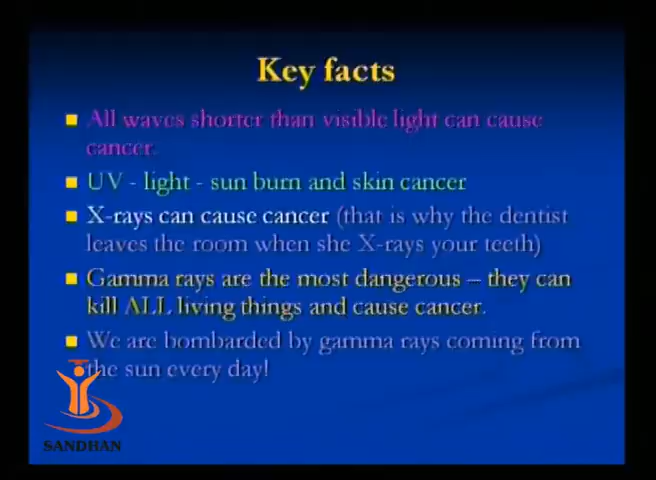 Key facts
All waves shorter than visible light can cause
cancer.
UV - light - sun burn and skin cancer
X-rays can cause cancer (that is why the dentist
leaves the room when she X-rays your teeth)
Gamma rays are the most dangerous – they can
kill ALL living things and cause cancer.
We are bombarded by gamma rays coming from
the sun every day!
SANDHAN